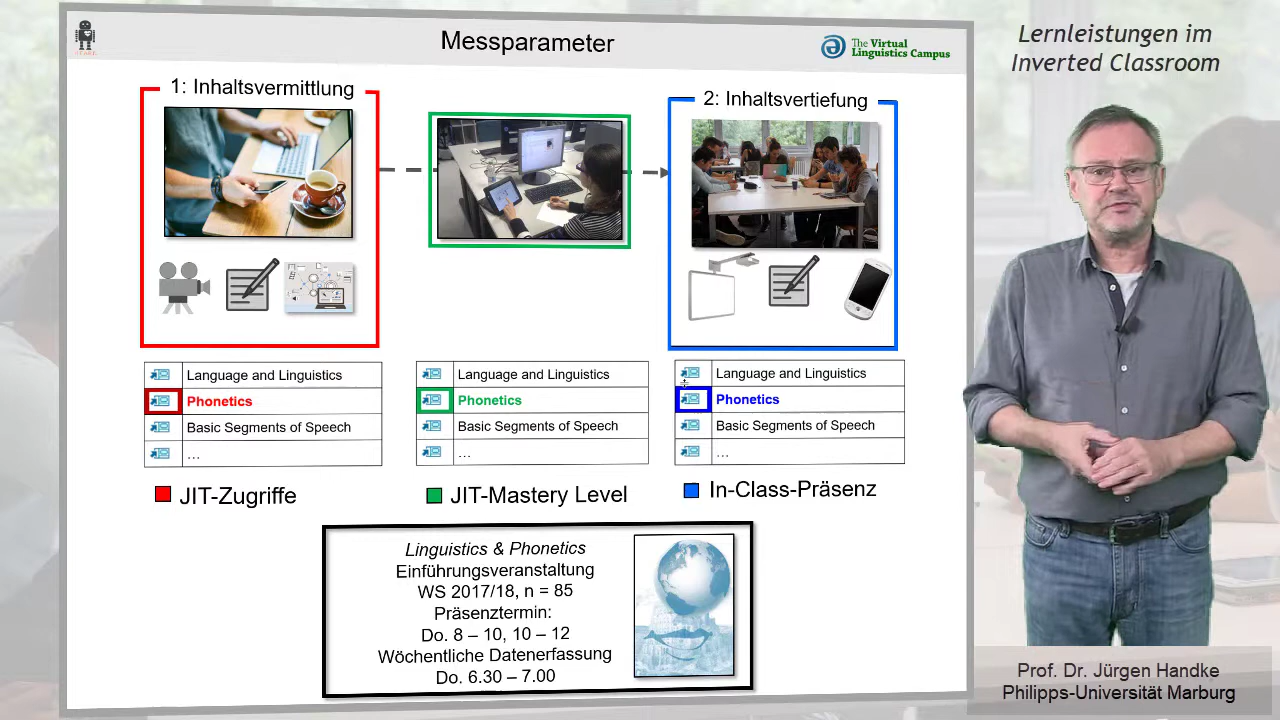 Messparameter
The Virtual
Linguistics Campus
Lernleistungen im
Inverted Classroom
1: Inhaltsvermittlung
2: Inhaltsvertiefung
Language and Linguistics
Phonetics
Basic Segments of Speech
...
Language and Linguistics
Phonetics
Basic Segments of Speech
...
Language and Linguistics
Phonetics
Basic Segments of Speech
...
JIT-Zugriffe
JIT-Mastery Level
In-Class-Präsenz
Linguistics & Phonetics
Einführungsveranstaltung
WS 2017/18, n = 85
Präsenztermin:
Do. 8 – 10, 10 – 12
Wöchentliche Datenerfassung
Do. 6.30 – 7.00
Prof. Dr. Jürgen Handke
Philipps-Universität Marburg